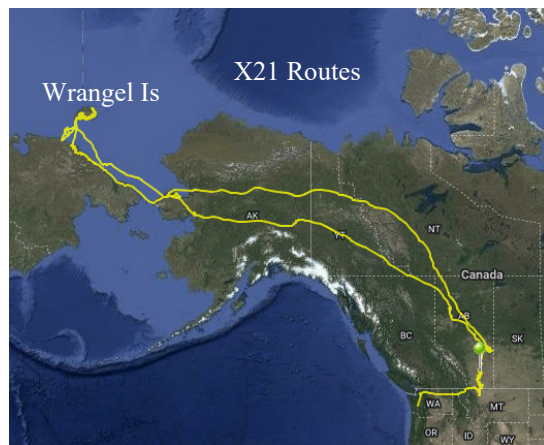 X21 Routes
Wrangel Is
AK
YT
NT
Canada
AB
BC
SK
WA
MT
OR
ID
WY